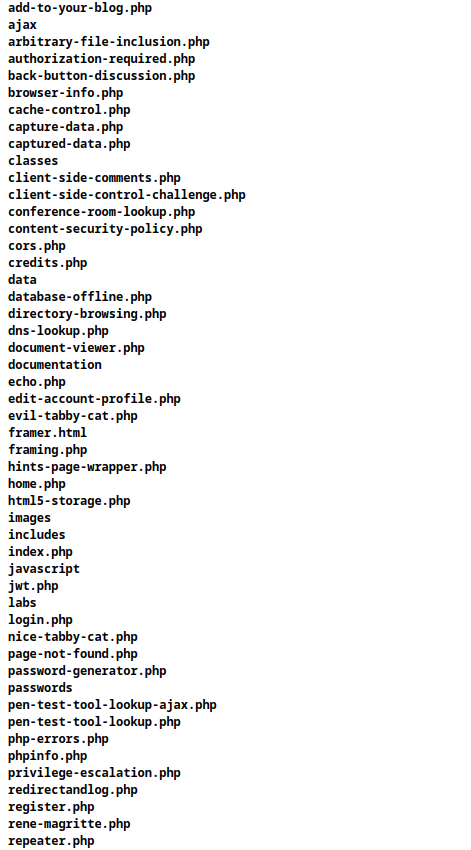 add-to-your-blog.php
ajax
arbitrary-file-inclusion.php
authorization-required.php
back-button-discussion.php
browser-info.php
cache-control.php
capture-data.php
captured-data.php
classes
client-side-comments.php
client-side-control-challenge.php
conference-room-lookup.php
content-security-policy.php
cors.php
credits.php
data
database-offline.php
directory-browsing.php
dns-lookup.php
document-viewer.php
documentation
echo.php
edit-account-profile.php
evil-tabby-cat.php
framer.html
framing.php
hints-page-wrapper.php
home.php
html5-storage.php
images
includes
index.php
javascript
jwt.php
labs
login.php
nice-tabby-cat.php
page-not-found.php
password-generator.php
passwords
pen-test-tool-lookup-ajax.php
pen-test-tool-lookup.php
php-errors.php
phpinfo.php
privilege-escalation.php
redirectandlog.php
register.php
rene-magritte.php
repeater.php